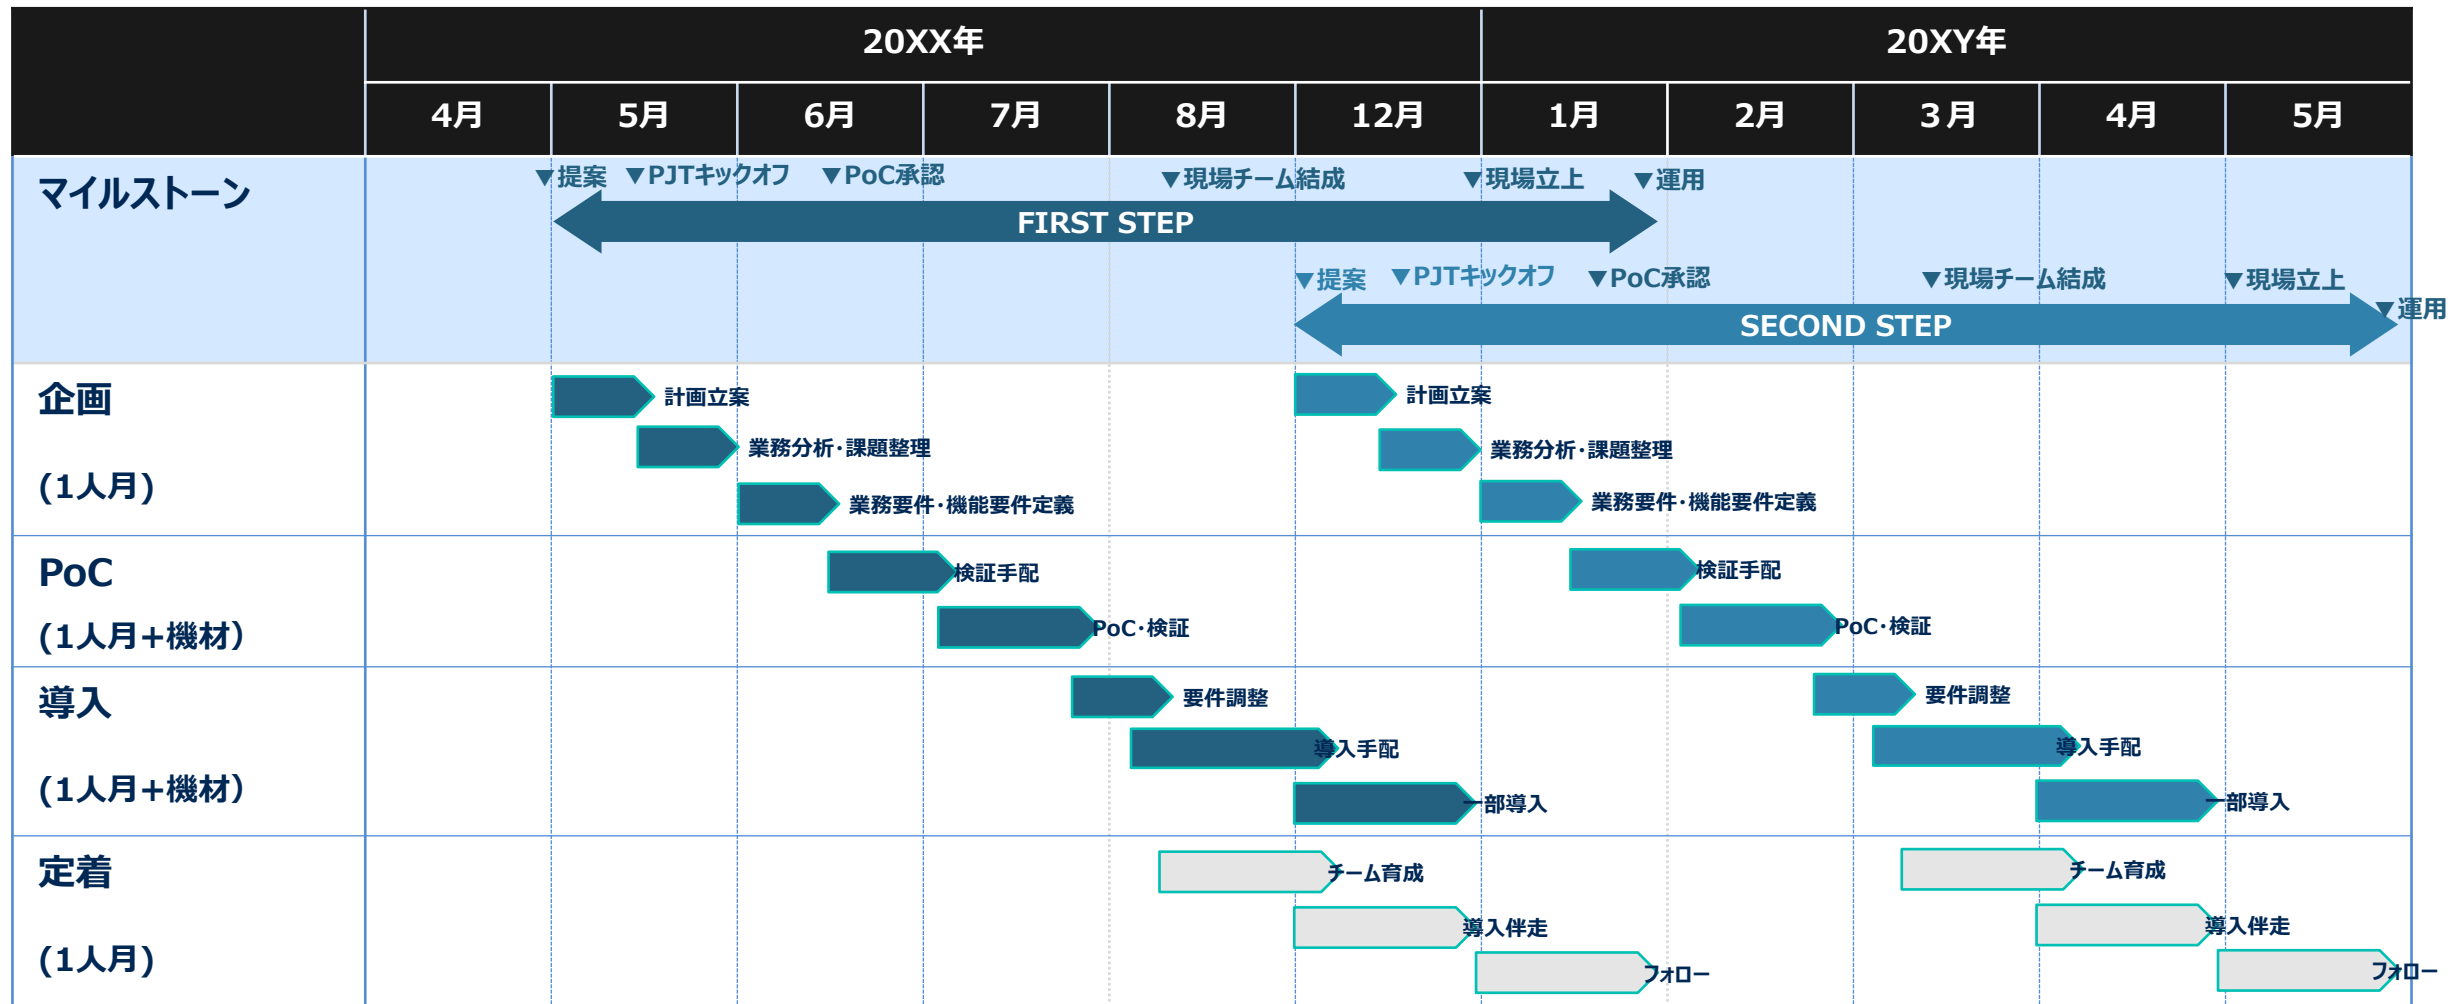 20XX年 20XY年
4月 5月 6月 7月 8月 12月 1月 2月 3月 4月 5月
マイルストーン
▼提案 ▼PJTキックオフ ▼PoC承認 ▼現場チーム結成 ▼現場立上 ▼運用
FIRST STEP
▼提案 ▼PJTキックオフ ▼PoC承認 ▼現場チーム結成 ▼現場立上
▼運用
SECOND STEP
企画
計画立案 計画立案
業務分析・課題整理 業務分析・課題整理
(1人月)
業務要件・機能要件定義 業務要件・機能要件定義
PoC
検証手配 検証手配
(1人月+機材）
PoC・検証 PoC・検証
導入
要件調整 要件調整
導入手配 導入手配
(1人月+機材）
一部導入 一部導入
定着
チーム育成 チーム育成
導入伴走 導入伴走
(1人月)
フォロー フォロー